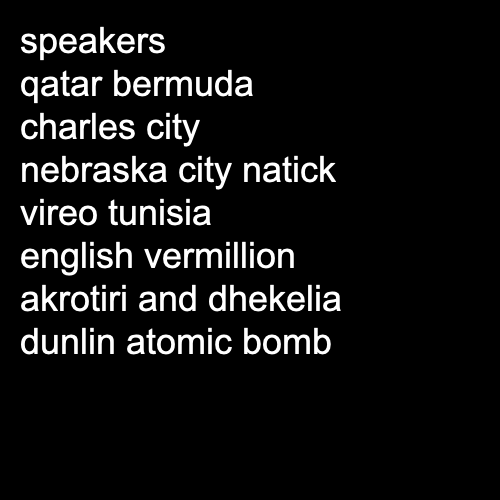 speakers
qatar bermuda
charles city
nebraska city natick
vireo tunisia
english vermillion
akrotiri and dhekelia
dunlin atomic bomb